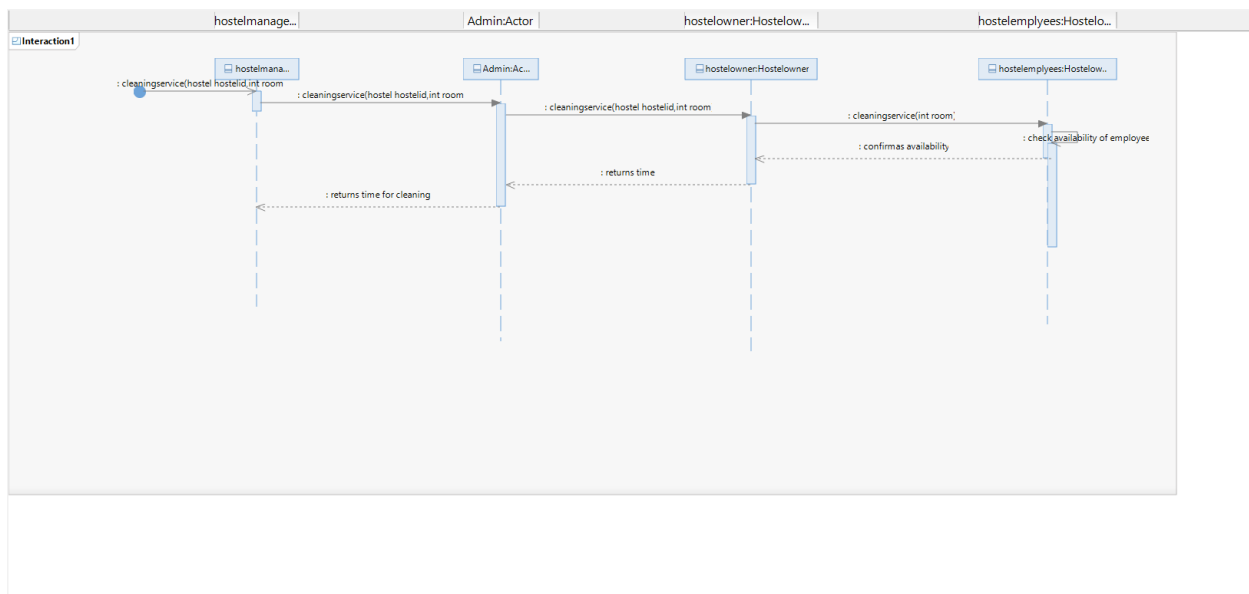 hostelmanage...
Admin:Actor
hostelowner:Hostelow...
hostelemplyees:Hostelo...
Interaction1
hostelmana...
Admin:Ac...
hostelowner:Hostelowner
hostelemplyees:Hostelow..
: cleaningservice(hostel hostelid,int room
: cleaningservice(hostel hostelid,int room
: cleaningservice(hostel hostelid,int room
: cleaningservice(int room)
: check availability of employee
: confirmas availability
: returns time
: returns time for cleaning